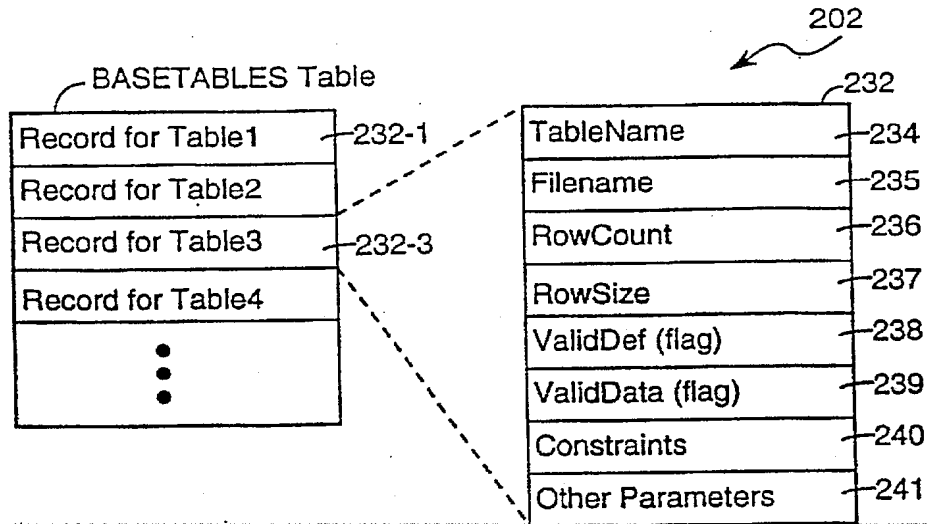 202
BASETABLES Table
232
Record for Table1
232-1
Record for Table2
Record for Table3
232-3
Record for Table4
TableName
234
Filename
235
RowCount
236
RowSize
237
ValidDef (flag)
238
ValidData (flag)
239
Constraints
240
Other Parameters
241